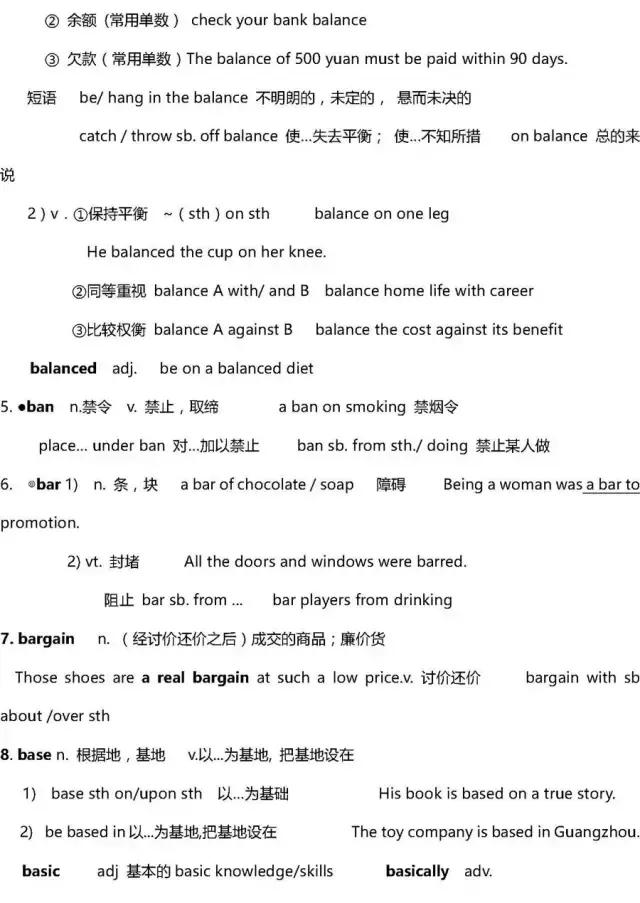 ② 余额 (常用单数） check your bank balance
③ 欠款（常用单数）The balance of 500 yuan must be paid within 90 days.
短语 be/ hang in the balance 不明朗的，未定的， 悬而未决的
catch / throw sb. off balance 使...失去平衡； 使...不知所措 on balance 总的来
说
2）v．①保持平衡 ~（sth）on sth balance on one leg
He balanced the cup on her knee.
②同等重视 balance A with/ and B balance home life with career
③比较权衡 balance A against B balance the cost against its benefit
balanced adj. be on a balanced diet
5. ●ban n.禁令 v. 禁止，取缔 a ban on smoking 禁烟令
place... under ban 对...加以禁止 ban sb. from sth./ doing 禁止某人做
6. ◎bar 1) n. 条，块 a bar of chocolate / soap 障碍 Being a woman was a bar to
promotion.
2) vt. 封堵 All the doors and windows were barred.
阻止 bar sb. from ... bar players from drinking
7. bargain n. （经讨价还价之后）成交的商品；廉价货
Those shoes are a real bargain at such a low price.v. 讨价还价 bargain with sb
about /over sth
8. base n. 根据地，基地 v.以...为基地, 把基地设在
1) base sth on/upon sth 以...为基础 His book is based on a true story.
2) be based in以...为基地,把基地设在 The toy company is based in Guangzhou.
basic adj 基本的 basic knowledge/skills basically adv.